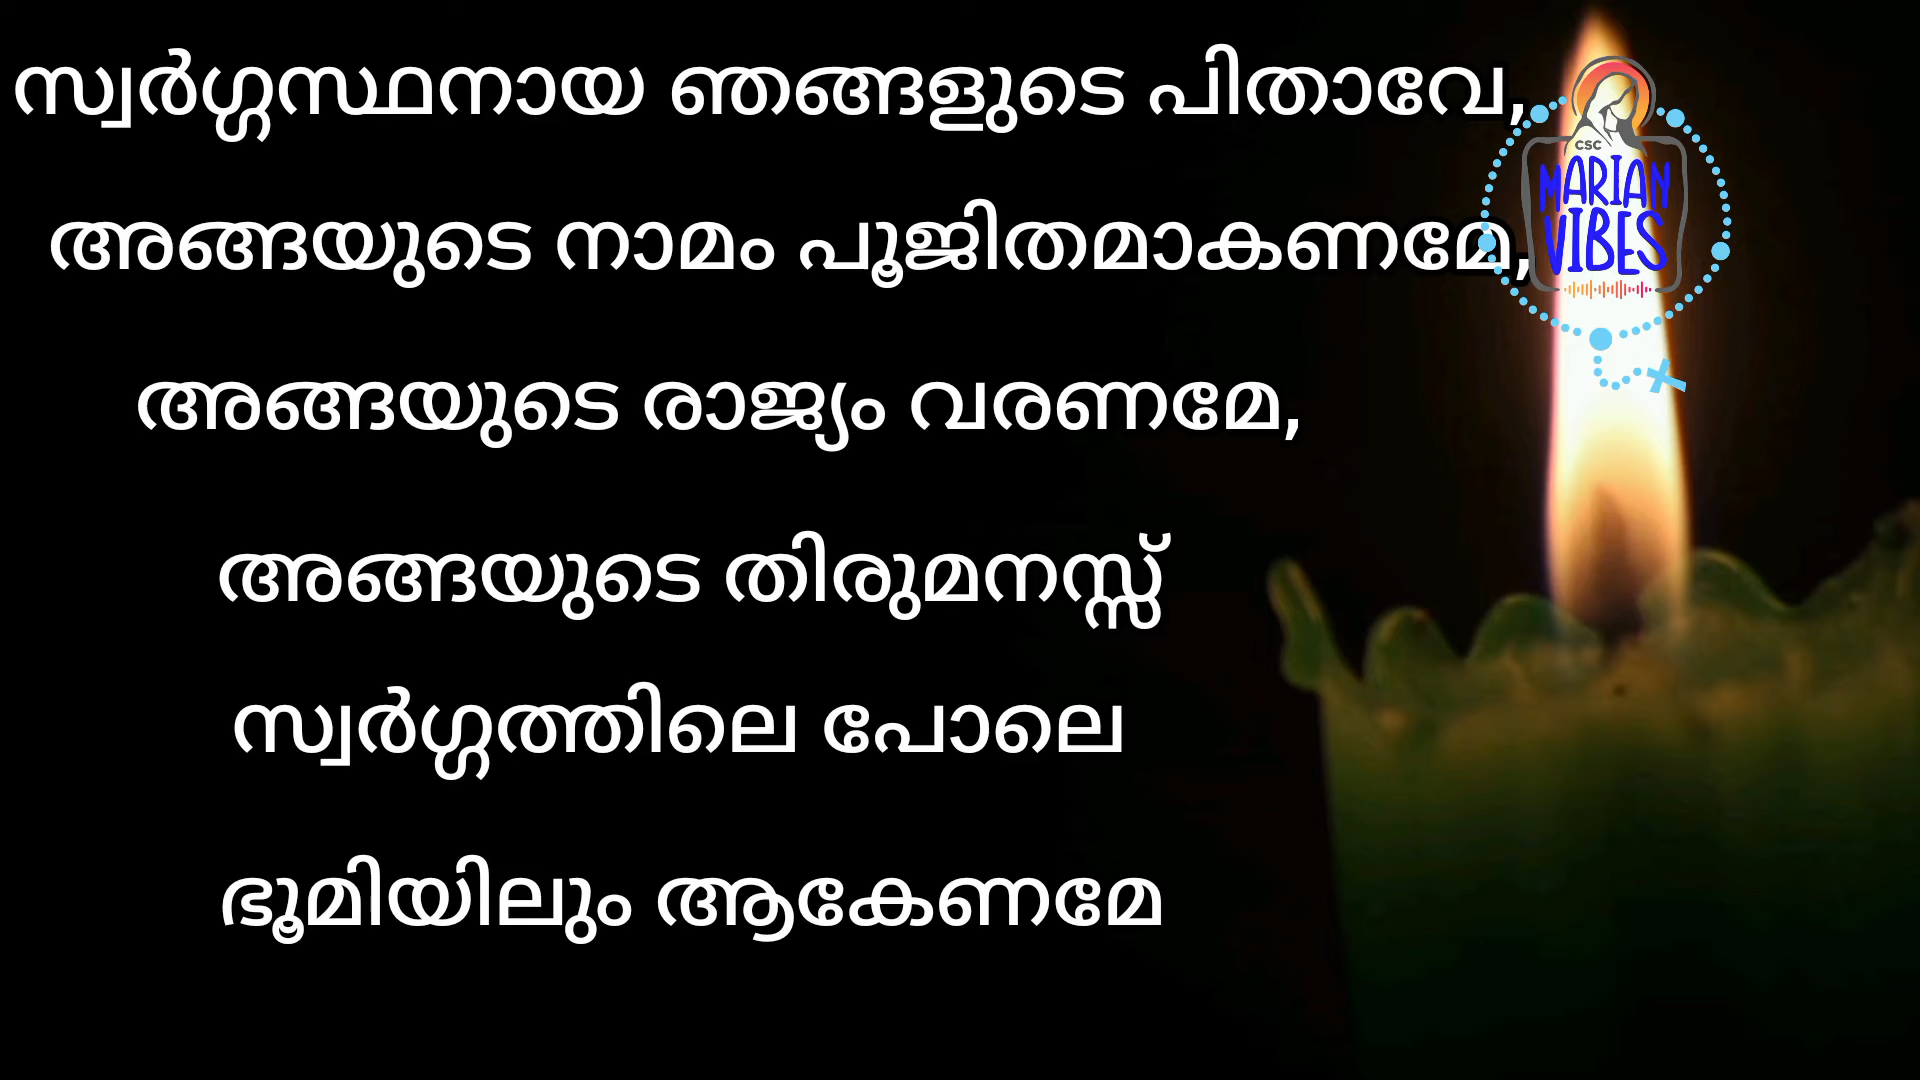 സ്വർഗ്ഗസ്ഥനായ ഞങ്ങളുടെ പിതാവേ,
അങ്ങയുടെ നാമം പൂജിതമാകണമേ,
അങ്ങയുടെ രാജ്യം വരണമേ,
അങ്ങയുടെ തിരുമനസ്സ്
സ്വർഗ്ഗത്തിലെ പോലെ
ഭൂമിയിലും ആകേണമേ
CSC
MARIAN
VIBES